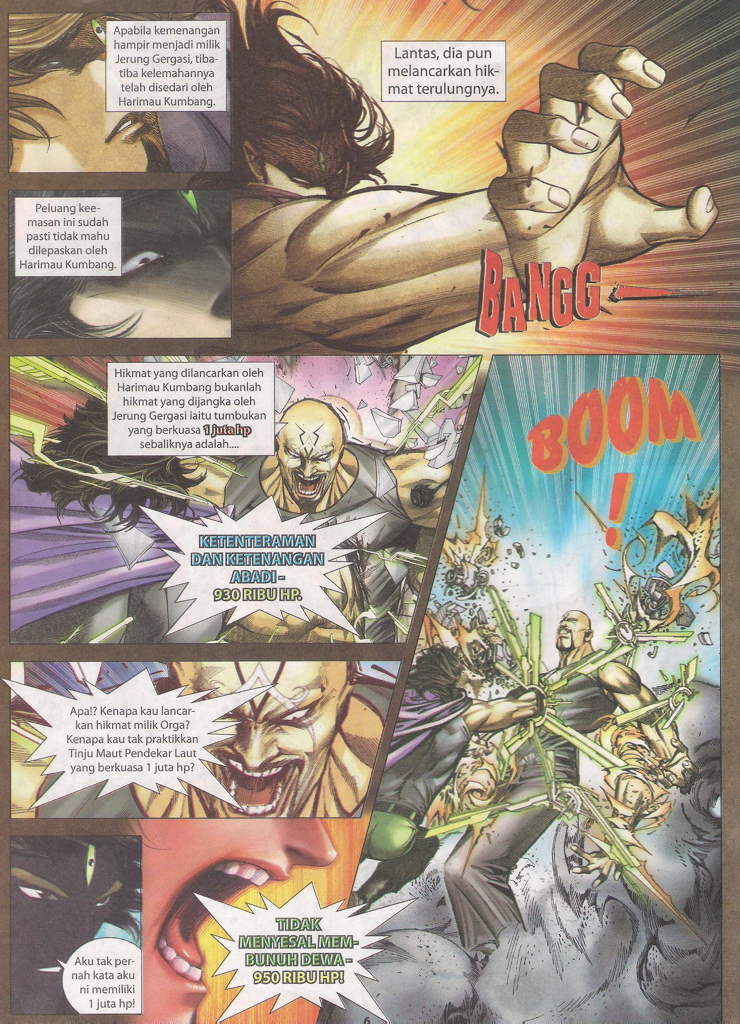 Apabila kemenangan
hampir menjadi milik
Jerung Gergasi, tiba-
tiba kelemahannya
telah disedari oleh
Harimau Kumbang.
Lantas, dia pun
melancarkan hik-
mat terulungnya.
Peluang kee-
masan ini sudah
pasti tidak mahu
dilepaskan oleh
Harimau Kumbang.
BANGG
Hikmat yang dilancarkan oleh
Harimau Kumbang bukanlah
hikmat yang dijangka oleh
Jerung Gergasi iaitu tumbukan
yang berkuasa 1 juta hp
sebaliknya adalah....
KETENTERAMAN
DAN KETENANGAN
ABADI -
930 RIBU HP.
BOOM
!
Apa!? Kenapa kau lancar-
kan hikmat milik Orga?
Kenapa kau tak praktikkan
Tinju Maut Pendekar Laut
yang berkuasa 1 juta hp?
Aku tak per-
nah kata aku
ni memiliki
1 juta hp!
TIDAK
MENYESAL MEM-
BUNUH DEWA -
950 RIBU HP!
6